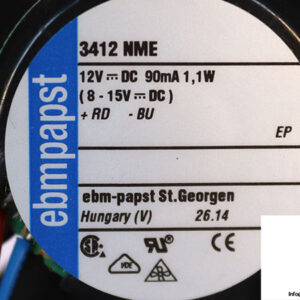 ebmpapst
3412 NME
12V ⎓ DC 90mA 1,1W
( 8 - 15V ⎓ DC )
+ RD - BU
EP
ebm-papst St.Georgen
Hungary (V) 26.14
VDE
CE